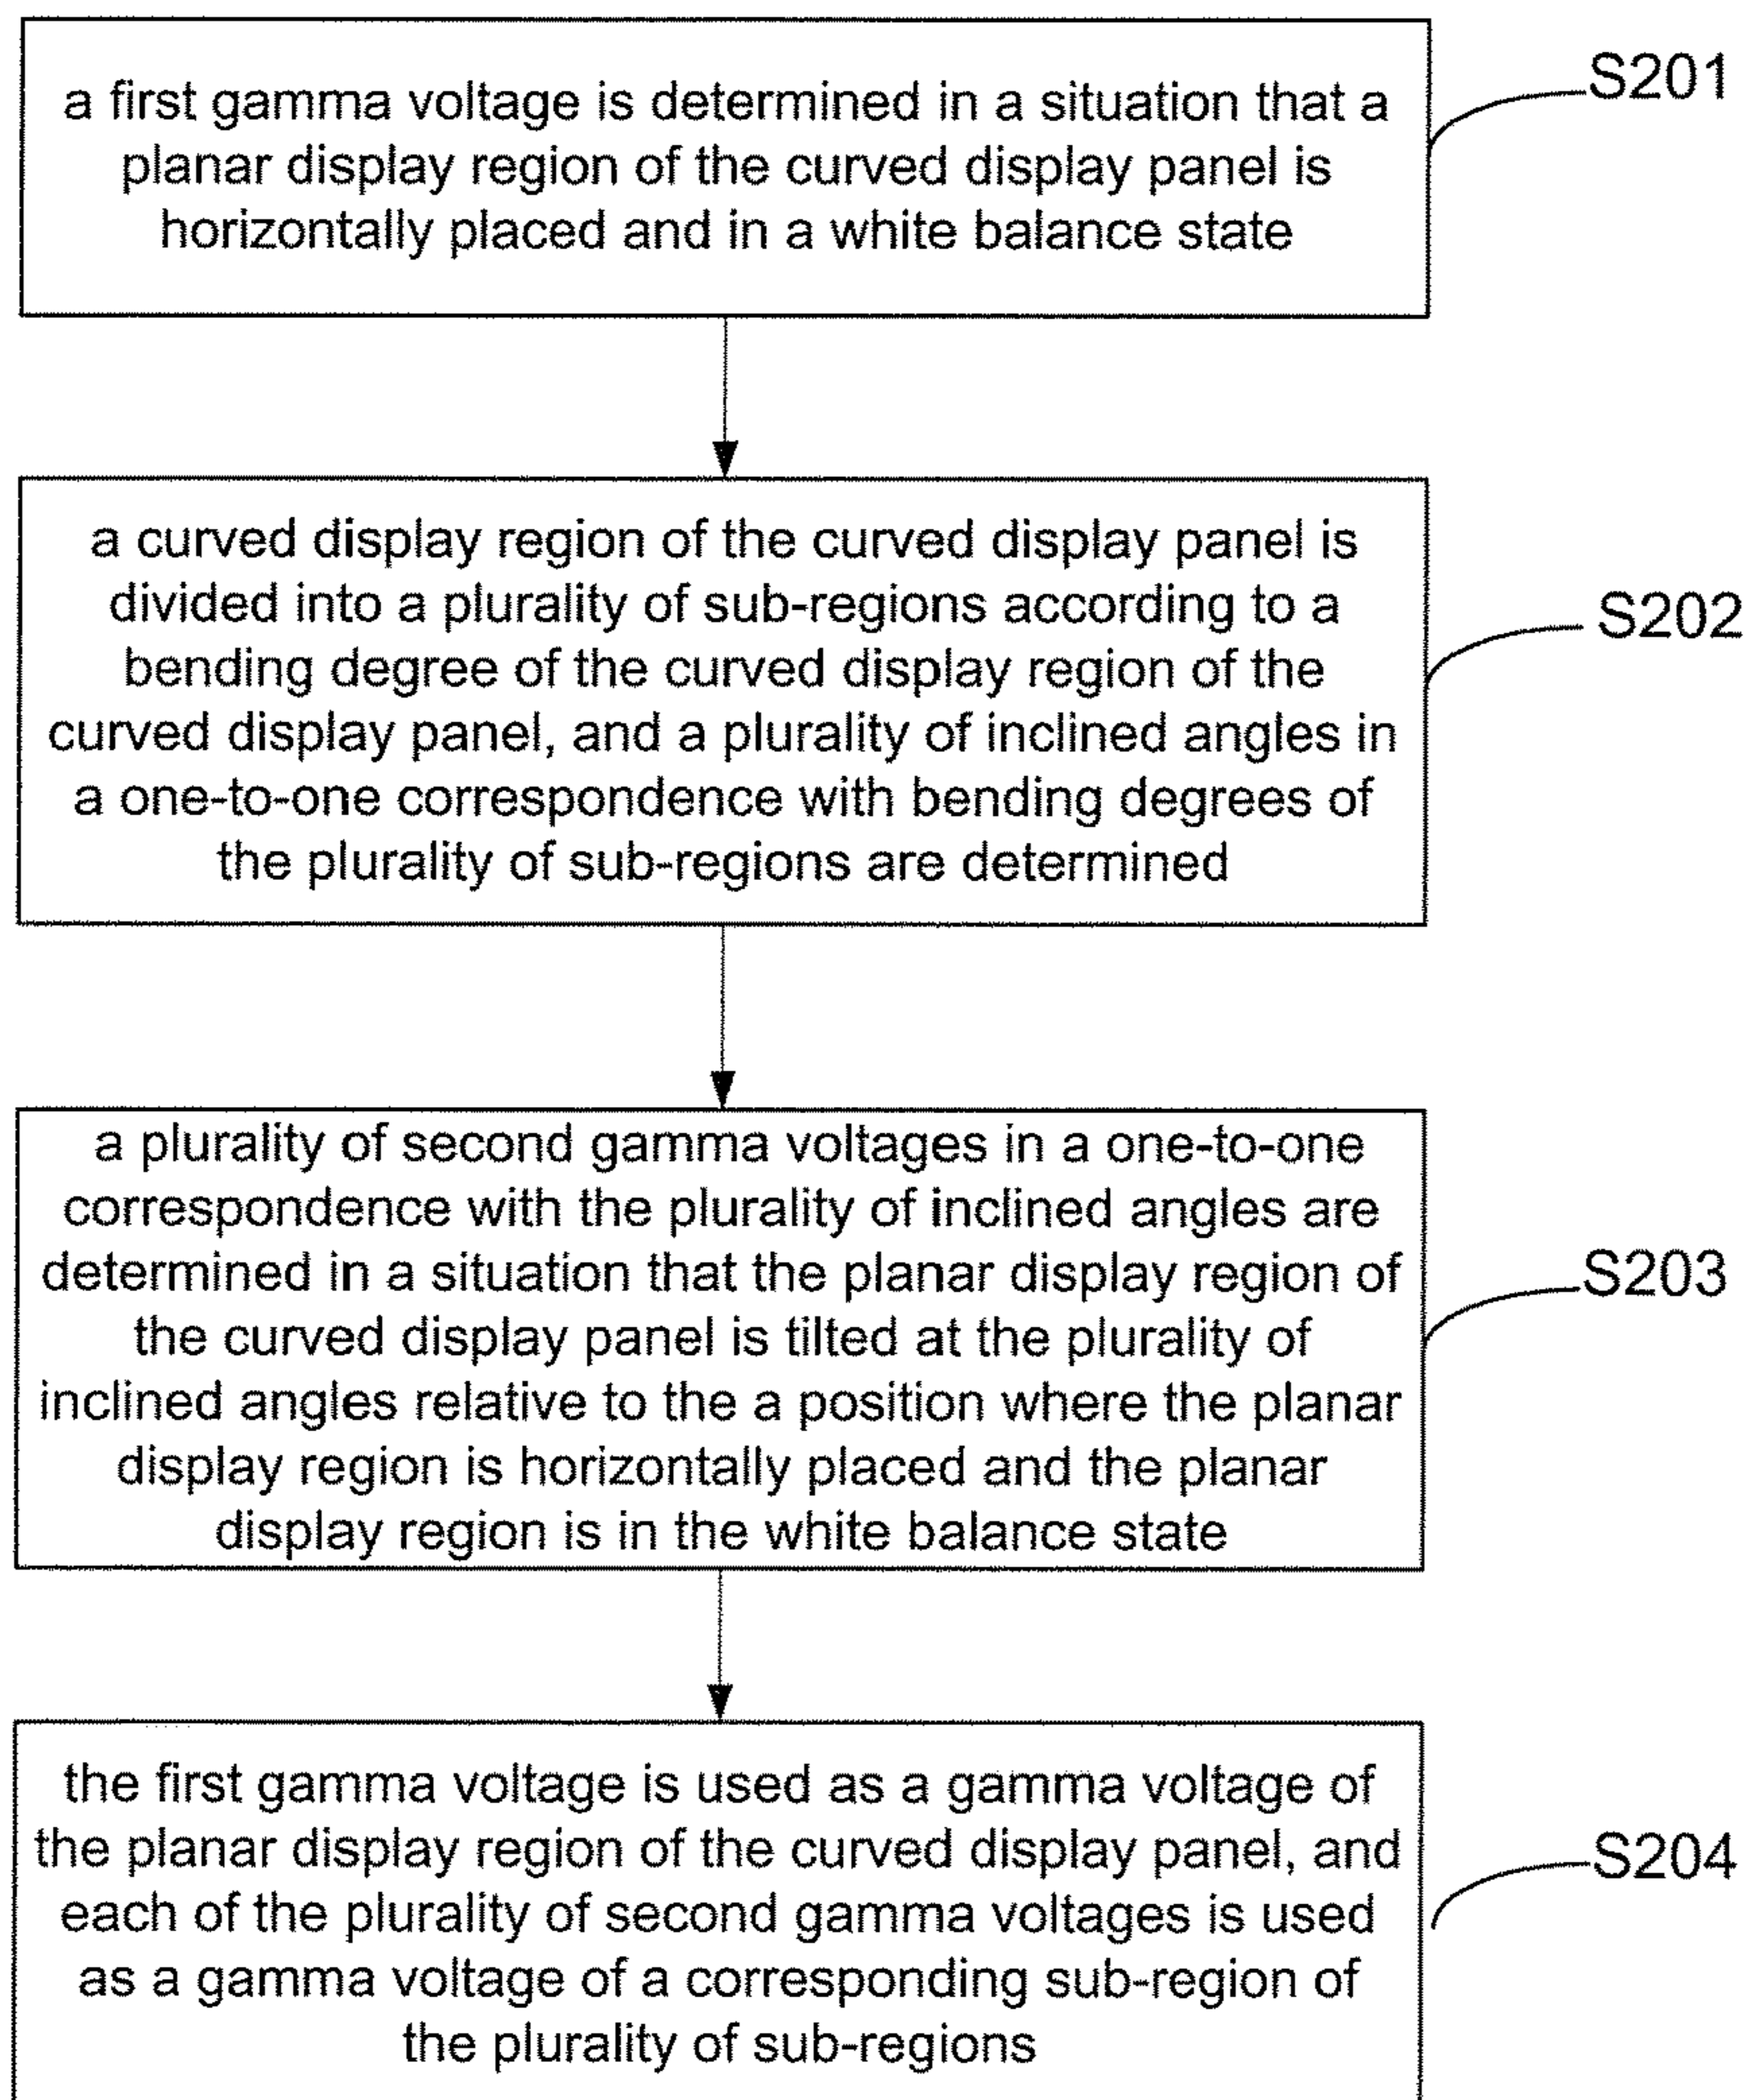 a first gamma voltage is determined in a situation that a
planar display region of the curved display panel is
horizontally placed and in a white balance state
S201
a curved display region of the curved display panel is
divided into a plurality of sub-regions according to a
bending degree of the curved display region of the
curved display panel, and a plurality of inclined angles in
a one-to-one correspondence with bending degrees of
the plurality of sub-regions are determined
S202
a plurality of second gamma voltages in a one-to-one
correspondence with the plurality of inclined angles are
determined in a situation that the planar display region of
the curved display panel is tilted at the plurality of
inclined angles relative to the a position where the planar
display region is horizontally placed and the planar
display region is in the white balance state
S203
the first gamma voltage is used as a gamma voltage of
the planar display region of the curved display panel, and
each of the plurality of second gamma voltages is used
as a gamma voltage of a corresponding sub-region of
the plurality of sub-regions
S204